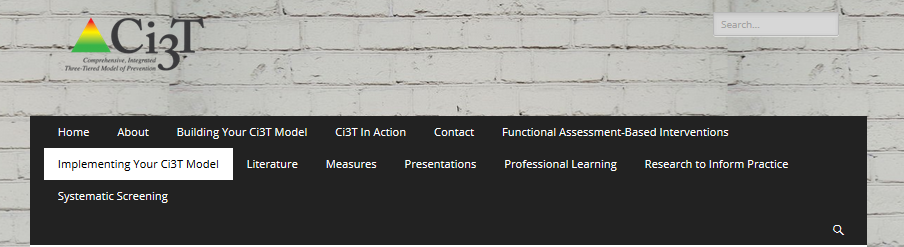 Ci3T
Comprehensive, Integrated
Three-Tiered Model of Prevention
Search...
Home About Building Your Ci3T Model Ci3T In Action Contact Functional Assessment-Based Interventions
Implementing Your Ci3T Model Literature Measures Presentations Professional Learning Research to Inform Practice
Systematic Screening